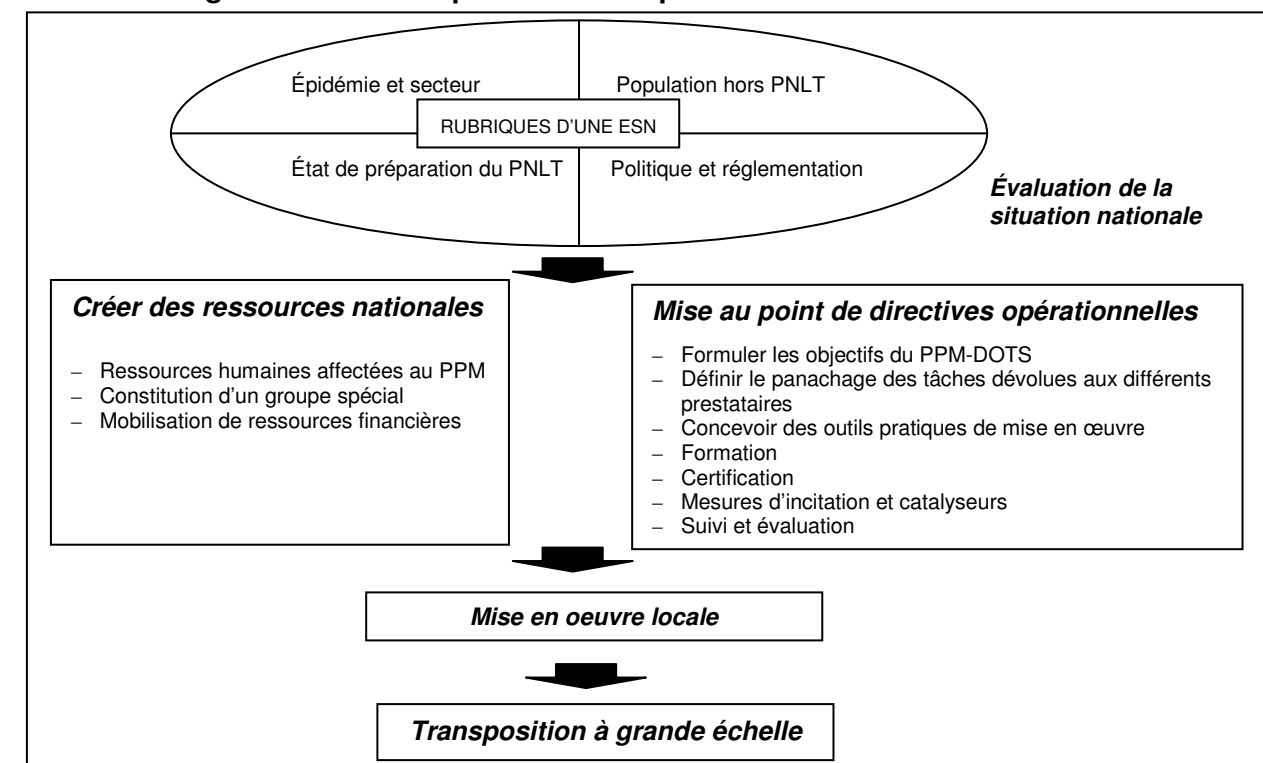 Épidémie et secteur
Population hors PNLT
RUBRIQUES D'UNE ESN
État de préparation du PNLT
Politique et réglementation
Évaluation de la
situation nationale
Créer des ressources nationales
– Ressources humaines affectées au PPM
– Constitution d'un groupe spécial
– Mobilisation de ressources financières
Mise au point de directives opérationnelles
– Formuler les objectifs du PPM-DOTS
– Définir le panachage des tâches dévolues aux différents
prestataires
– Concevoir des outils pratiques de mise en œuvre
– Formation
– Certification
– Mesures d'incitation et catalyseurs
– Suivi et évaluation
Mise en oeuvre locale
Transposition à grande échelle